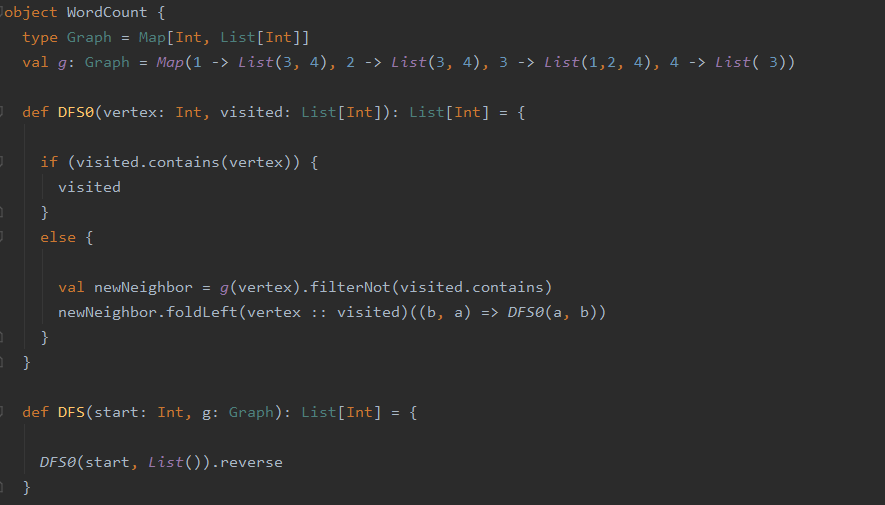 object WordCount {
type Graph = Map[Int, List[Int]]
val g: Graph = Map(1 -> List(3, 4), 2 -> List(3, 4), 3 -> List(1,2, 4), 4 -> List( 3))
def DFS0(vertex: Int, visited: List[Int]): List[Int] = {
if (visited.contains(vertex)) {
visited
}
else {
val newNeighbor = g(vertex).filterNot(visited.contains)
newNeighbor.foldLeft(vertex :: visited)((b, a) => DFS0(a, b))
}
}
def DFS(start: Int, g: Graph): List[Int] = {
DFS0(start, List()).reverse
}